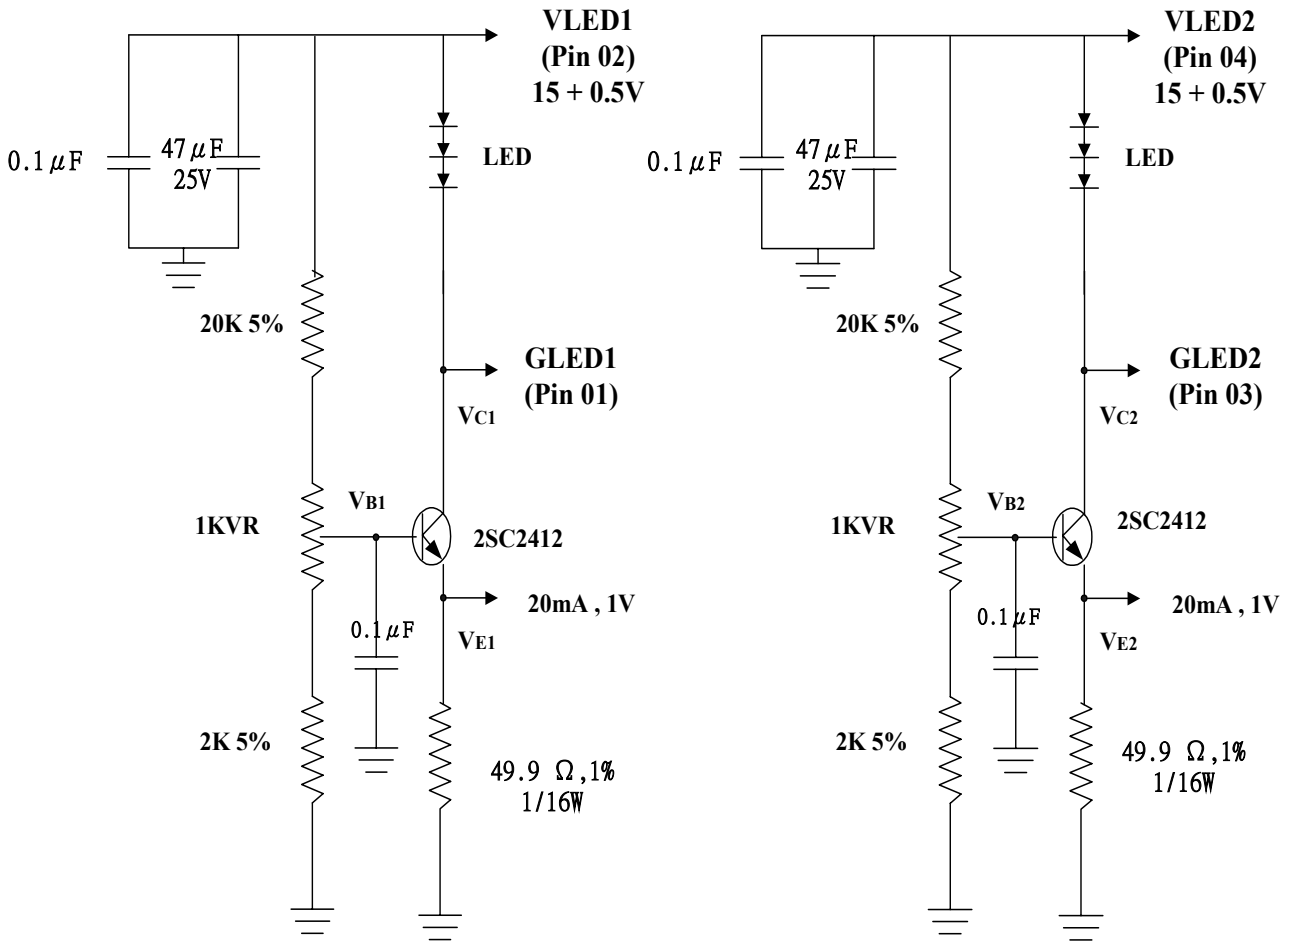 VLED1
(Pin 02)
15 + 0.5V
0.1μF
47μF
25V
LED
20K 5%
GLED1
(Pin 01)
VC1
VB1
1KVR
2SC2412
20mA , 1V
0.1μF
VE1
2K 5%
49.9 Ω ,1%
1/16W
VLED2
(Pin 04)
15 + 0.5V
0.1μF
47μF
25V
LED
20K 5%
GLED2
(Pin 03)
VC2
VB2
1KVR
2SC2412
20mA , 1V
0.1μF
VE2
2K 5%
49.9 Ω ,1%
1/16W